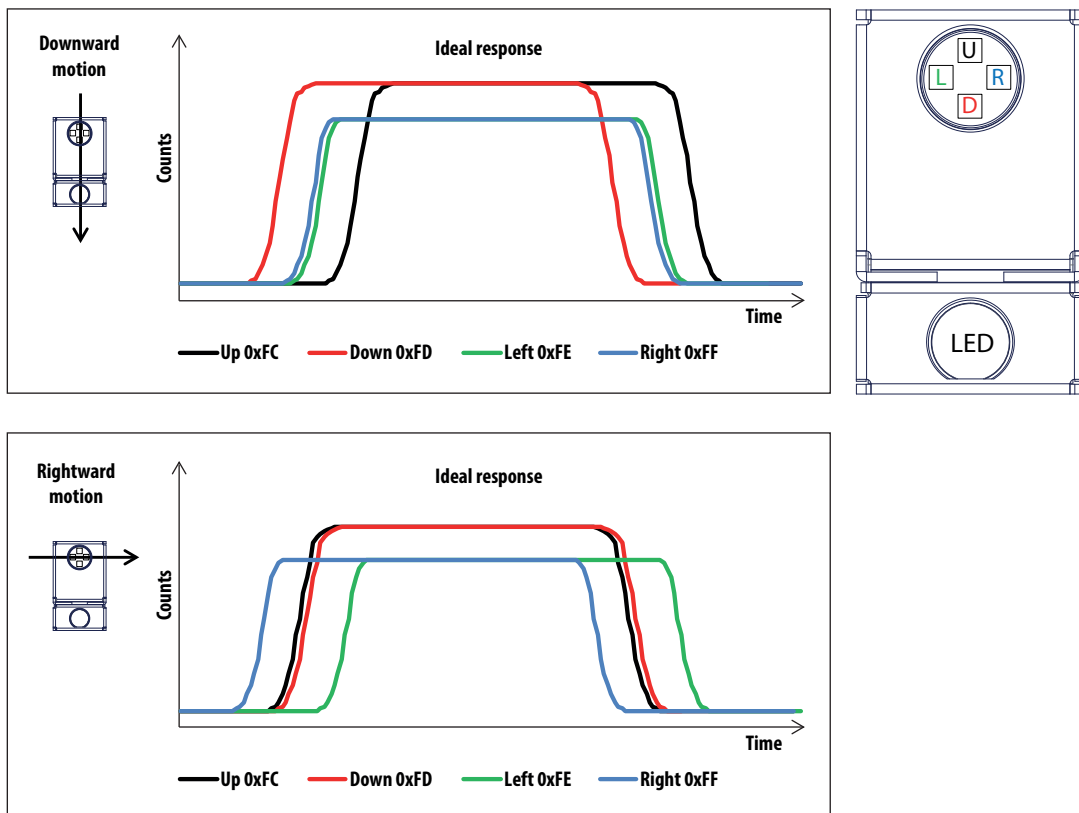 Downward
motion
Ideal response
Counts
Time
Up 0xFC Down 0xFD Left 0xFE Right 0xFF
U
L R
D
LED
Rightward
motion
Ideal response
Counts
Time
Up 0xFC Down 0xFD Left 0xFE Right 0xFF